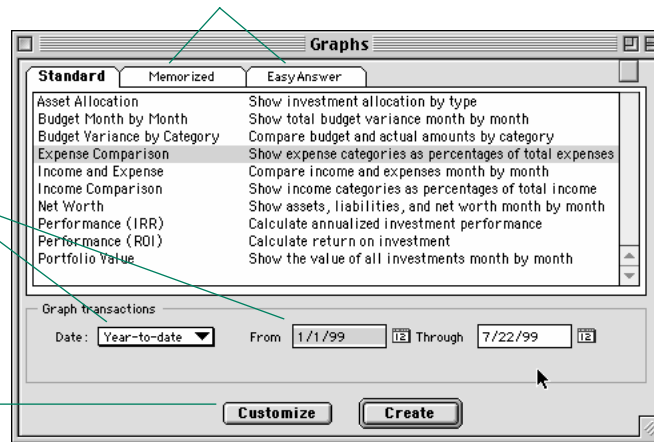 Graphs
Standard Memorized EasyAnswer
Asset Allocation Show investment allocation by type
Budget Month by Month Show total budget variance month by month
Budget Variance by Category Compare budget and actual amounts by category
Expense Comparison Show expense categories as percentages of total expenses
Income and Expense Compare income and expenses month by month
Income Comparison Show income categories as percentages of total income
Net Worth Show assets, liabilities, and net worth month by month
Performance (IRR) Calculate annualized investment performance
Performance (ROI) Calculate return on investment
Portfolio Value Show the value of all investments month by month
Graph transactions
Date: Year-to-date From 1/1/99 12 Through 7/22/99 12
Customize Create